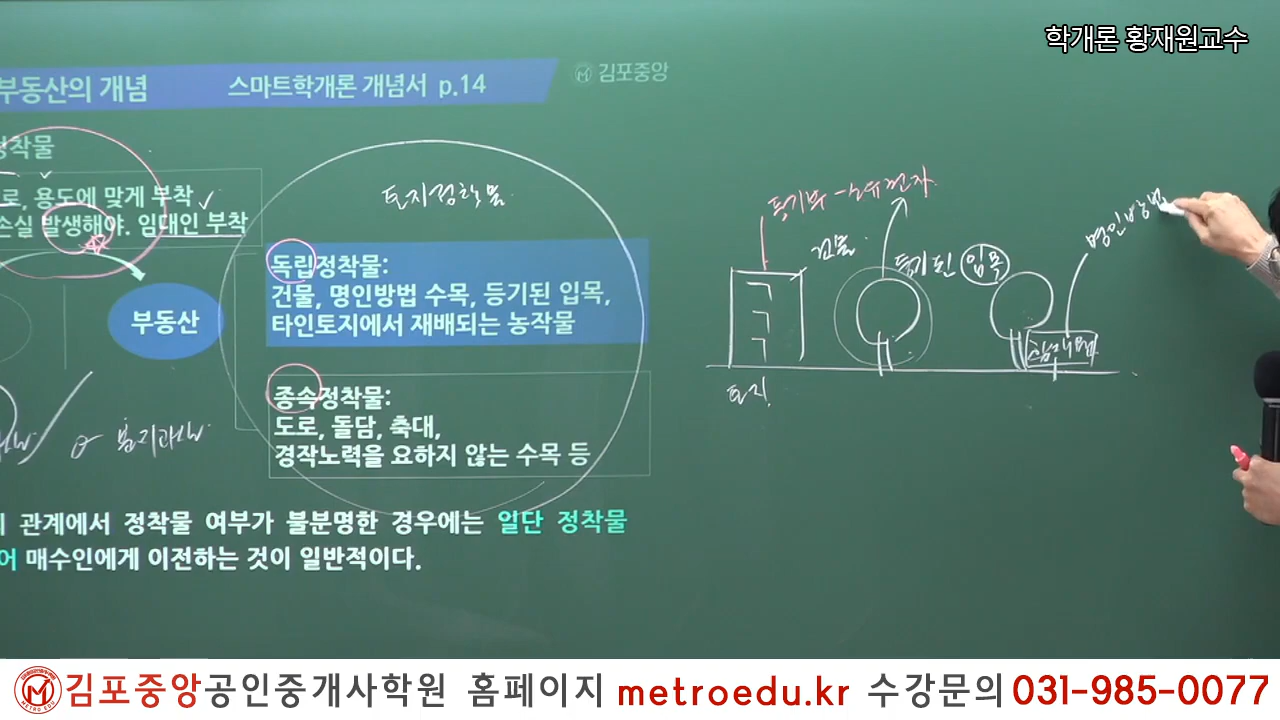 학개론 황재원교수
부동산의 개념 스마트학개론 개념서 p.14
김포중앙
정착물
로, 용도에 맞게 부착
손실 발생해야. 임대인 부착
토지정착물
독립정착물:
건물, 명인방법 수목, 등기된 입목,
타인토지에서 재배되는 농작물
부동산
종속정착물:
도로, 돌담, 축대,
경작노력을 요하지 않는 수목 등
관계에서 정착물 여부가 불분명한 경우에는 일단 정착물
어 매수인에게 이전하는 것이 일반적이다.
등기부 - 소유권자
건물
등기된 입목
명인방법
토지
김포중앙공인중개사학원 홈페이지 metroedu.kr 수강문의 031-985-0077
METRO EDU